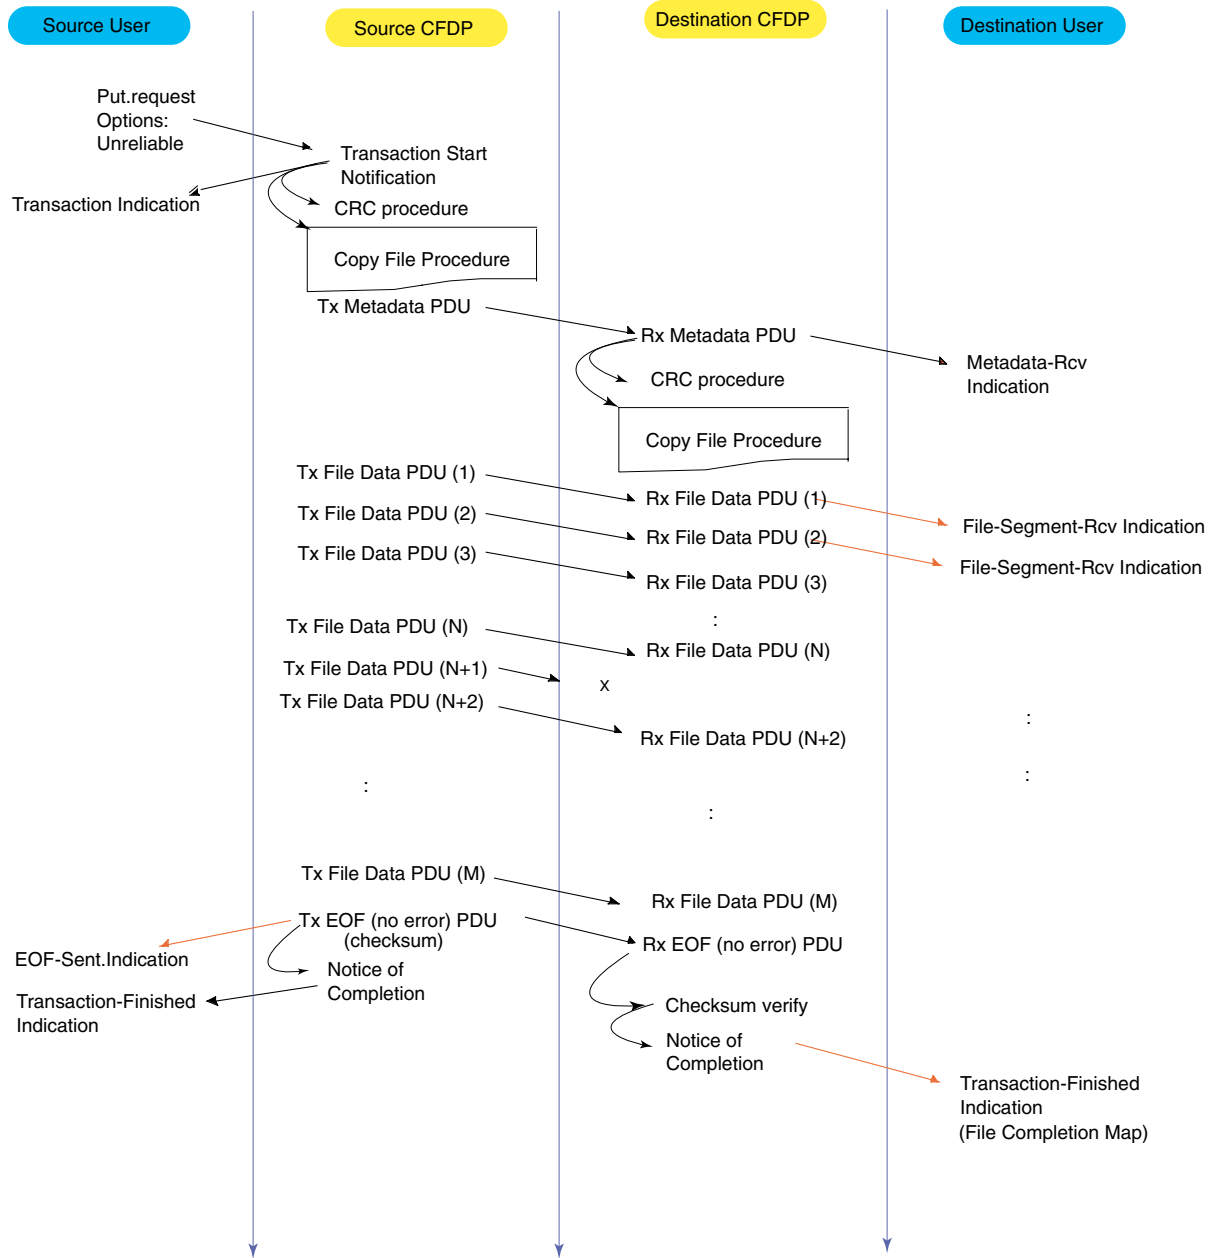 Source User
Source CFDP
Destination CFDP
Destination User
Put.request
Options:
Unreliable
Transaction Start
Notification
Transaction Indication
CRC procedure
Copy File Procedure
Tx Metadata PDU
Rx Metadata PDU
Metadata-Rcv
Indication
CRC procedure
Copy File Procedure
Tx File Data PDU (1)
Rx File Data PDU (1)
File-Segment-Rcv Indication
Tx File Data PDU (2)
Rx File Data PDU (2)
File-Segment-Rcv Indication
Tx File Data PDU (3)
Rx File Data PDU (3)
:
Tx File Data PDU (N)
Rx File Data PDU (N)
Tx File Data PDU (N+1)
x
Tx File Data PDU (N+2)
Rx File Data PDU (N+2)
:
:
:
:
Tx File Data PDU (M)
Rx File Data PDU (M)
Tx EOF (no error) PDU
(checksum)
Rx EOF (no error) PDU
EOF-Sent.Indication
Notice of
Completion
Transaction-Finished
Indication
Checksum verify
Notice of
Completion
Transaction-Finished
Indication
(File Completion Map)